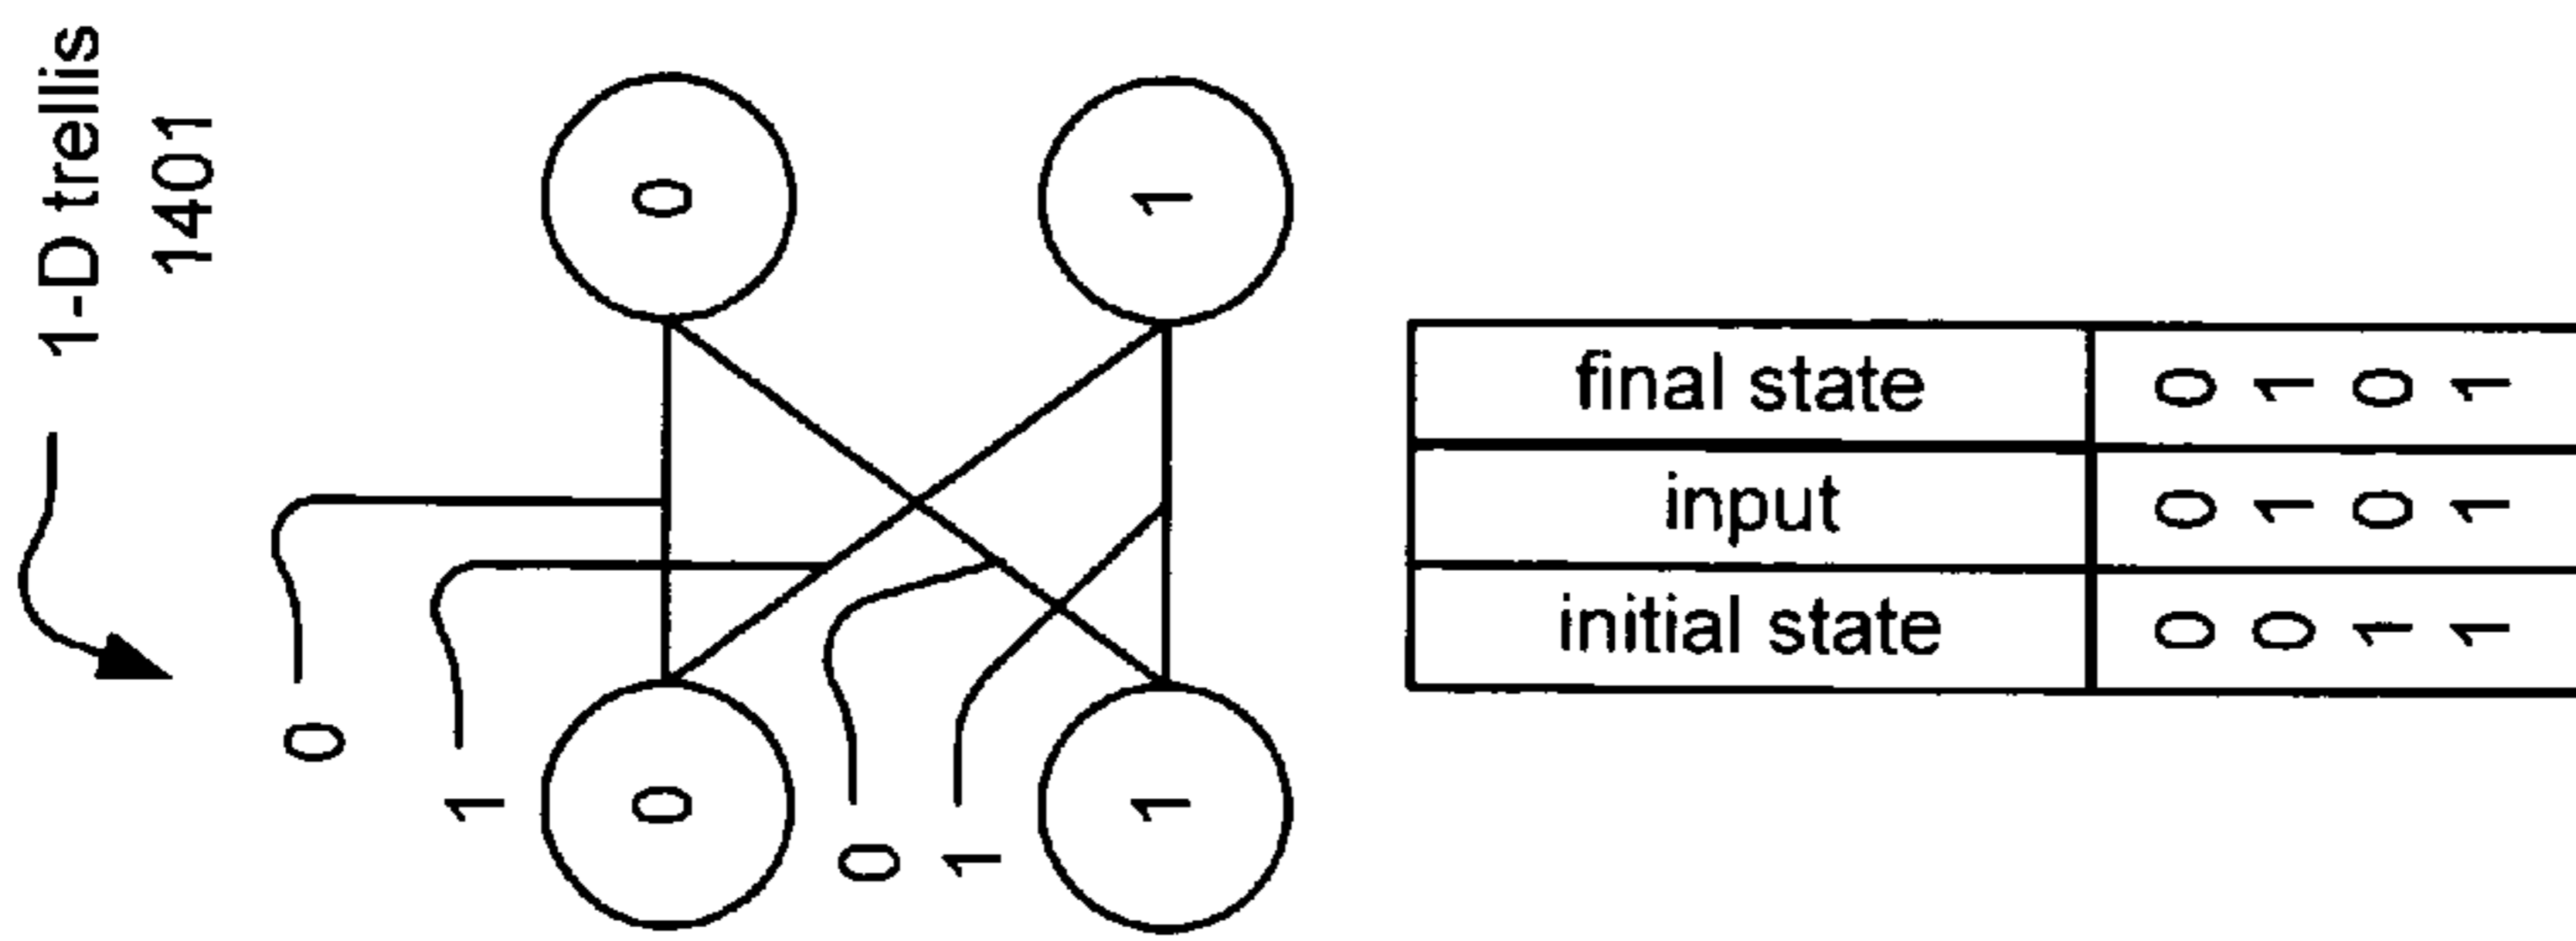 1-D trellis
1401
0
1
0 0
0
1
1 1
final state 0 1 0 1
input 0 1 0 1
initial state 0 0 1 1